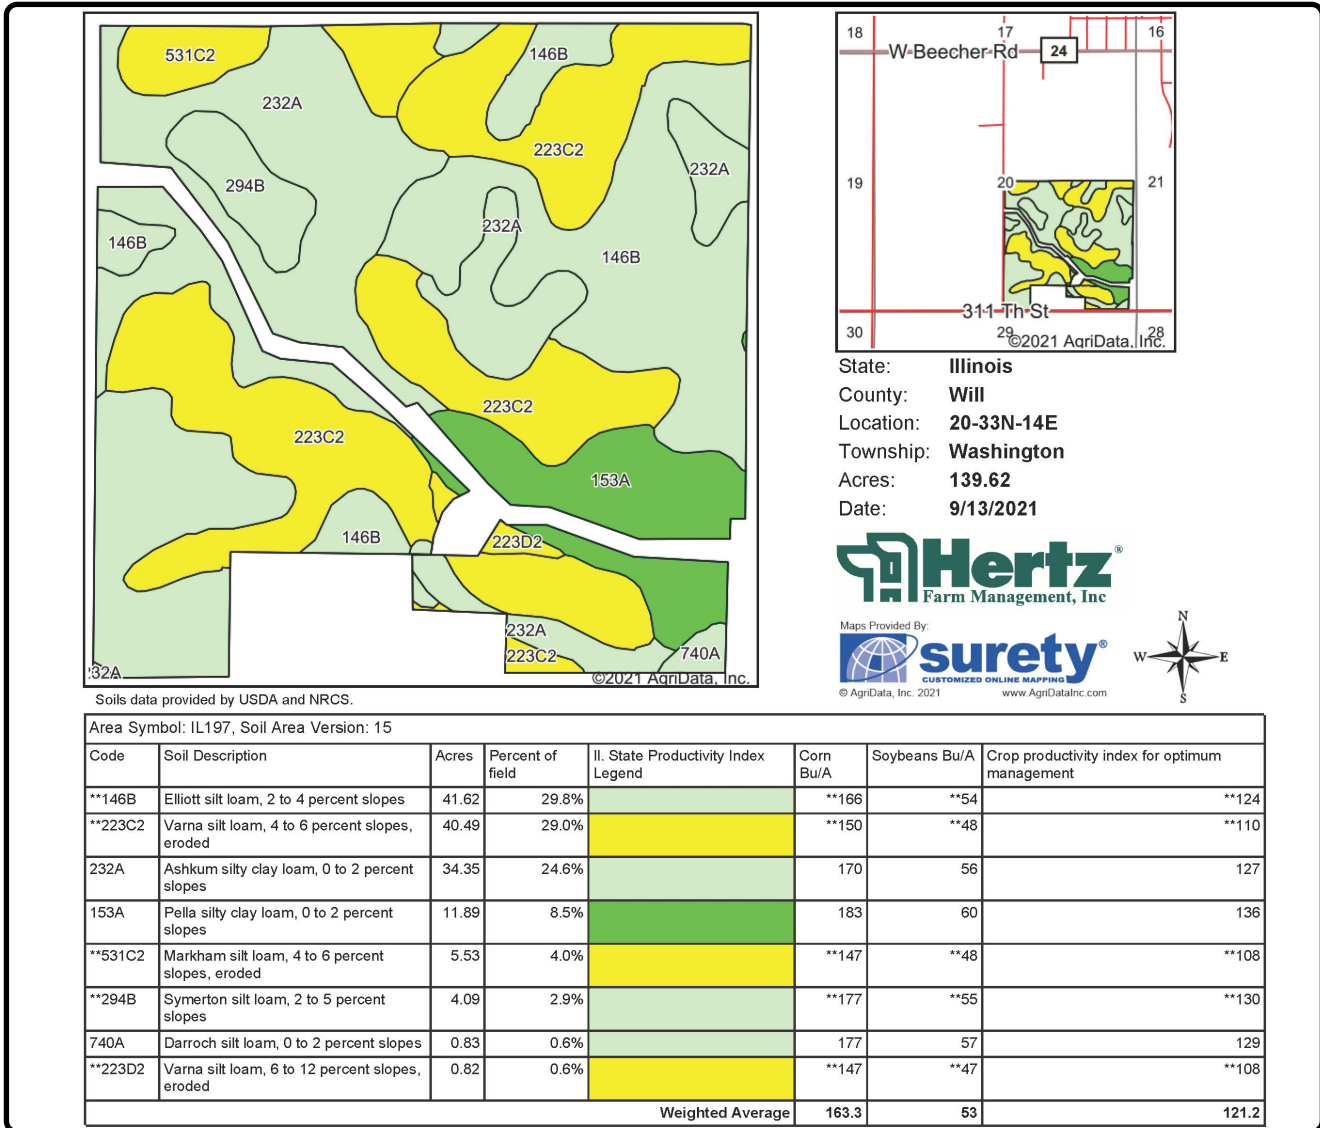 531C2
146B
232A
223C2
294B
232A
232A
146B
146B
223C2
223C2
153A
146B
223D2
232A
223C2
740A
32A
©2021 AgriData, Inc.
18
17
16
W Beecher Rd
24
19
20
21
311 Th St
30
29
28
©2021 AgriData, Inc.
State: Illinois
County: Will
Location: 20-33N-14E
Township: Washington
Acres: 139.62
Date: 9/13/2021
Hertz®
Farm Management, Inc
Maps Provided By:
surety®
CUSTOMIZED ONLINE MAPPING
© AgriData, Inc. 2021 www.AgriDataInc.com
N
W E
S
Soils data provided by USDA and NRCS.
Area Symbol: IL197, Soil Area Version: 15
Code Soil Description Acres Percent of field II. State Productivity Index Legend Corn Bu/A Soybeans Bu/A Crop productivity index for optimum management
**146B Elliott silt loam, 2 to 4 percent slopes 41.62 29.8% **166 **54 **124
**223C2 Varna silt loam, 4 to 6 percent slopes, eroded 40.49 29.0% **150 **48 **110
232A Ashkum silty clay loam, 0 to 2 percent slopes 34.35 24.6% 170 56 127
153A Pella silty clay loam, 0 to 2 percent slopes 11.89 8.5% 183 60 136
**531C2 Markham silt loam, 4 to 6 percent slopes, eroded 5.53 4.0% **147 **48 **108
**294B Symerton silt loam, 2 to 5 percent slopes 4.09 2.9% **177 **55 **130
740A Darroch silt loam, 0 to 2 percent slopes 0.83 0.6% 177 57 129
**223D2 Varna silt loam, 6 to 12 percent slopes, eroded 0.82 0.6% **147 **47 **108
Weighted Average 163.3 53 121.2